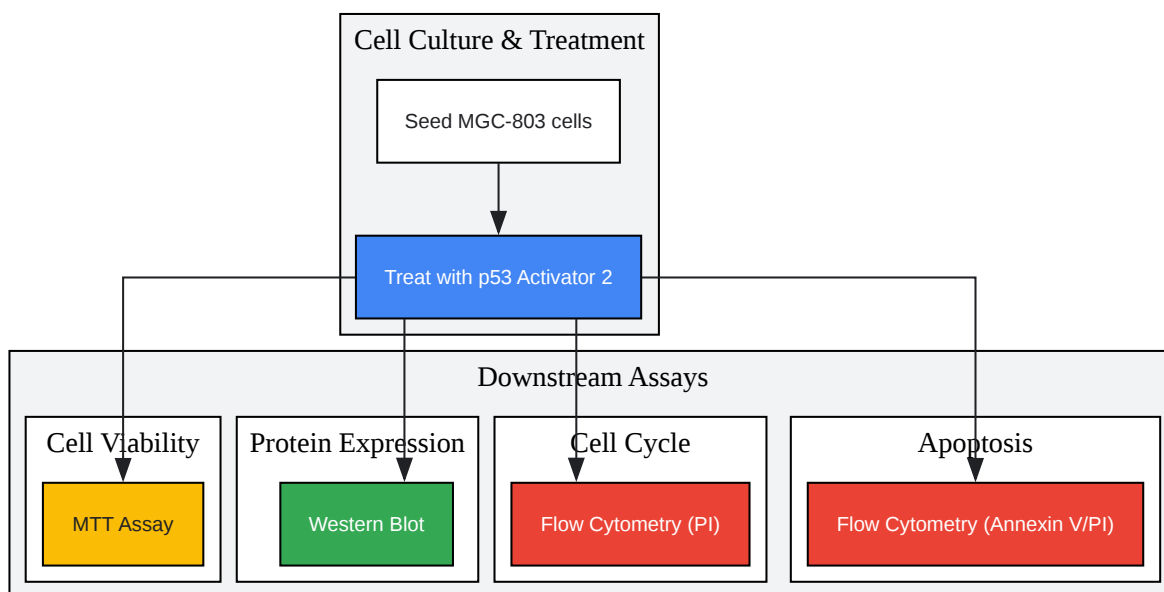 Cell Culture & Treatment
Seed MGC-803 cells
Treat with p53 Activator 2
Downstream Assays
Cell Viability
Protein Expression
Cell Cycle
Apoptosis
MTT Assay
Western Blot
Flow Cytometry (PI)
Flow Cytometry (Annexin V/PI)